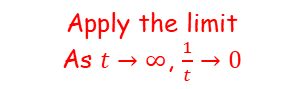 Apply the limit
As t → ∞, 1/t → 0